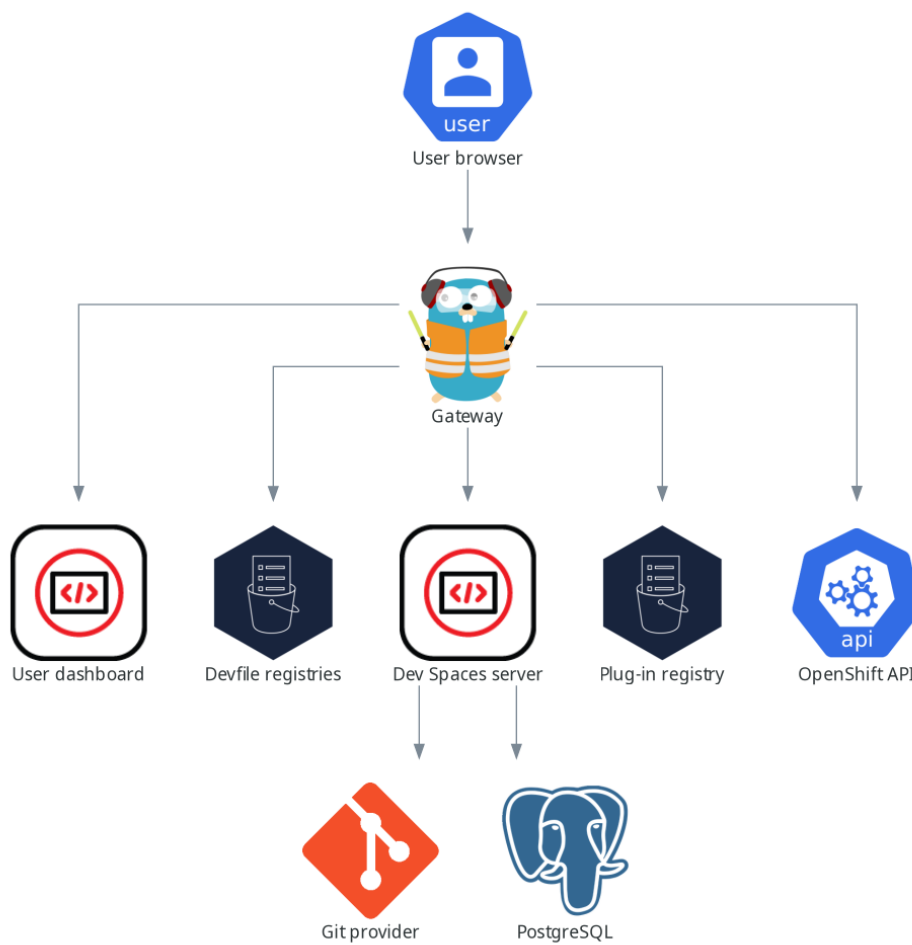 user
User browser
Gateway
User dashboard
Devfile registries
Dev Spaces server
Plug-in registry
api
OpenShift API
Git provider
PostgreSQL